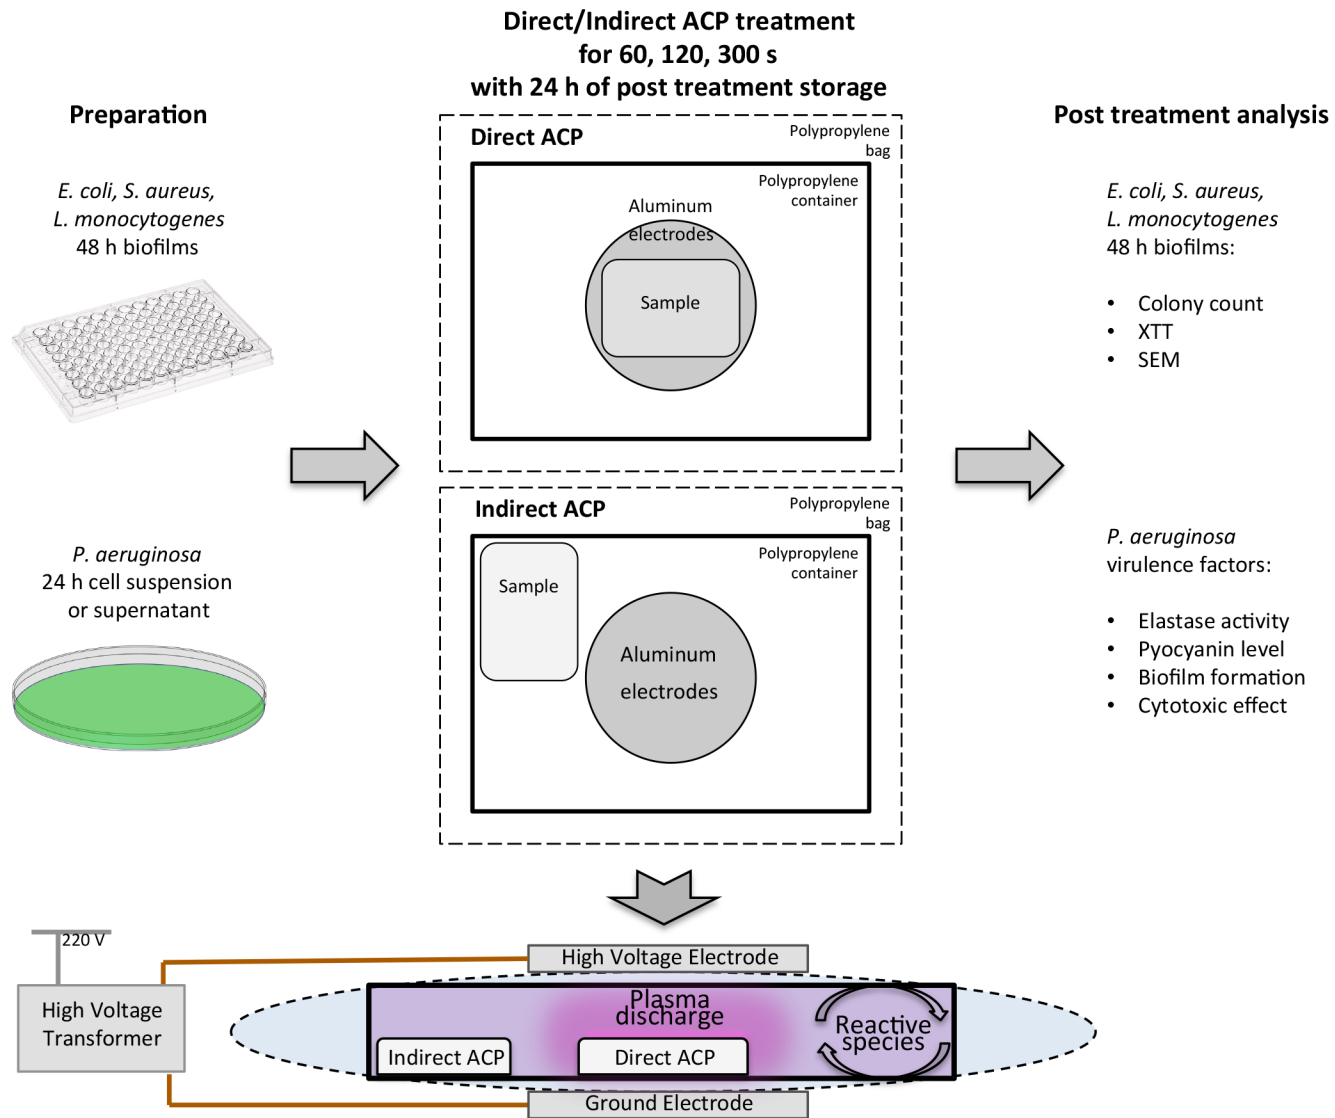 Direct/Indirect ACP treatment
for 60, 120, 300 s
with 24 h of post treatment storage
Preparation
E. coli, S. aureus,
L. monocytogenes
48 h biofilms
P. aeruginosa
24 h cell suspension
or supernatant
Direct ACP
Polypropylene
bag
Polypropylene
container
Aluminum
electrodes
Sample
Indirect ACP
Polypropylene
bag
Polypropylene
container
Sample
Aluminum
electrodes
Post treatment analysis
E. coli, S. aureus,
L. monocytogenes
48 h biofilms:
• Colony count
• XTT
• SEM
P. aeruginosa
virulence factors:
• Elastase activity
• Pyocyanin level
• Biofilm formation
• Cytotoxic effect
220 V
High Voltage
Transformer
High Voltage Electrode
Plasma
discharge
Reactive
species
Indirect ACP
Direct ACP
Ground Electrode